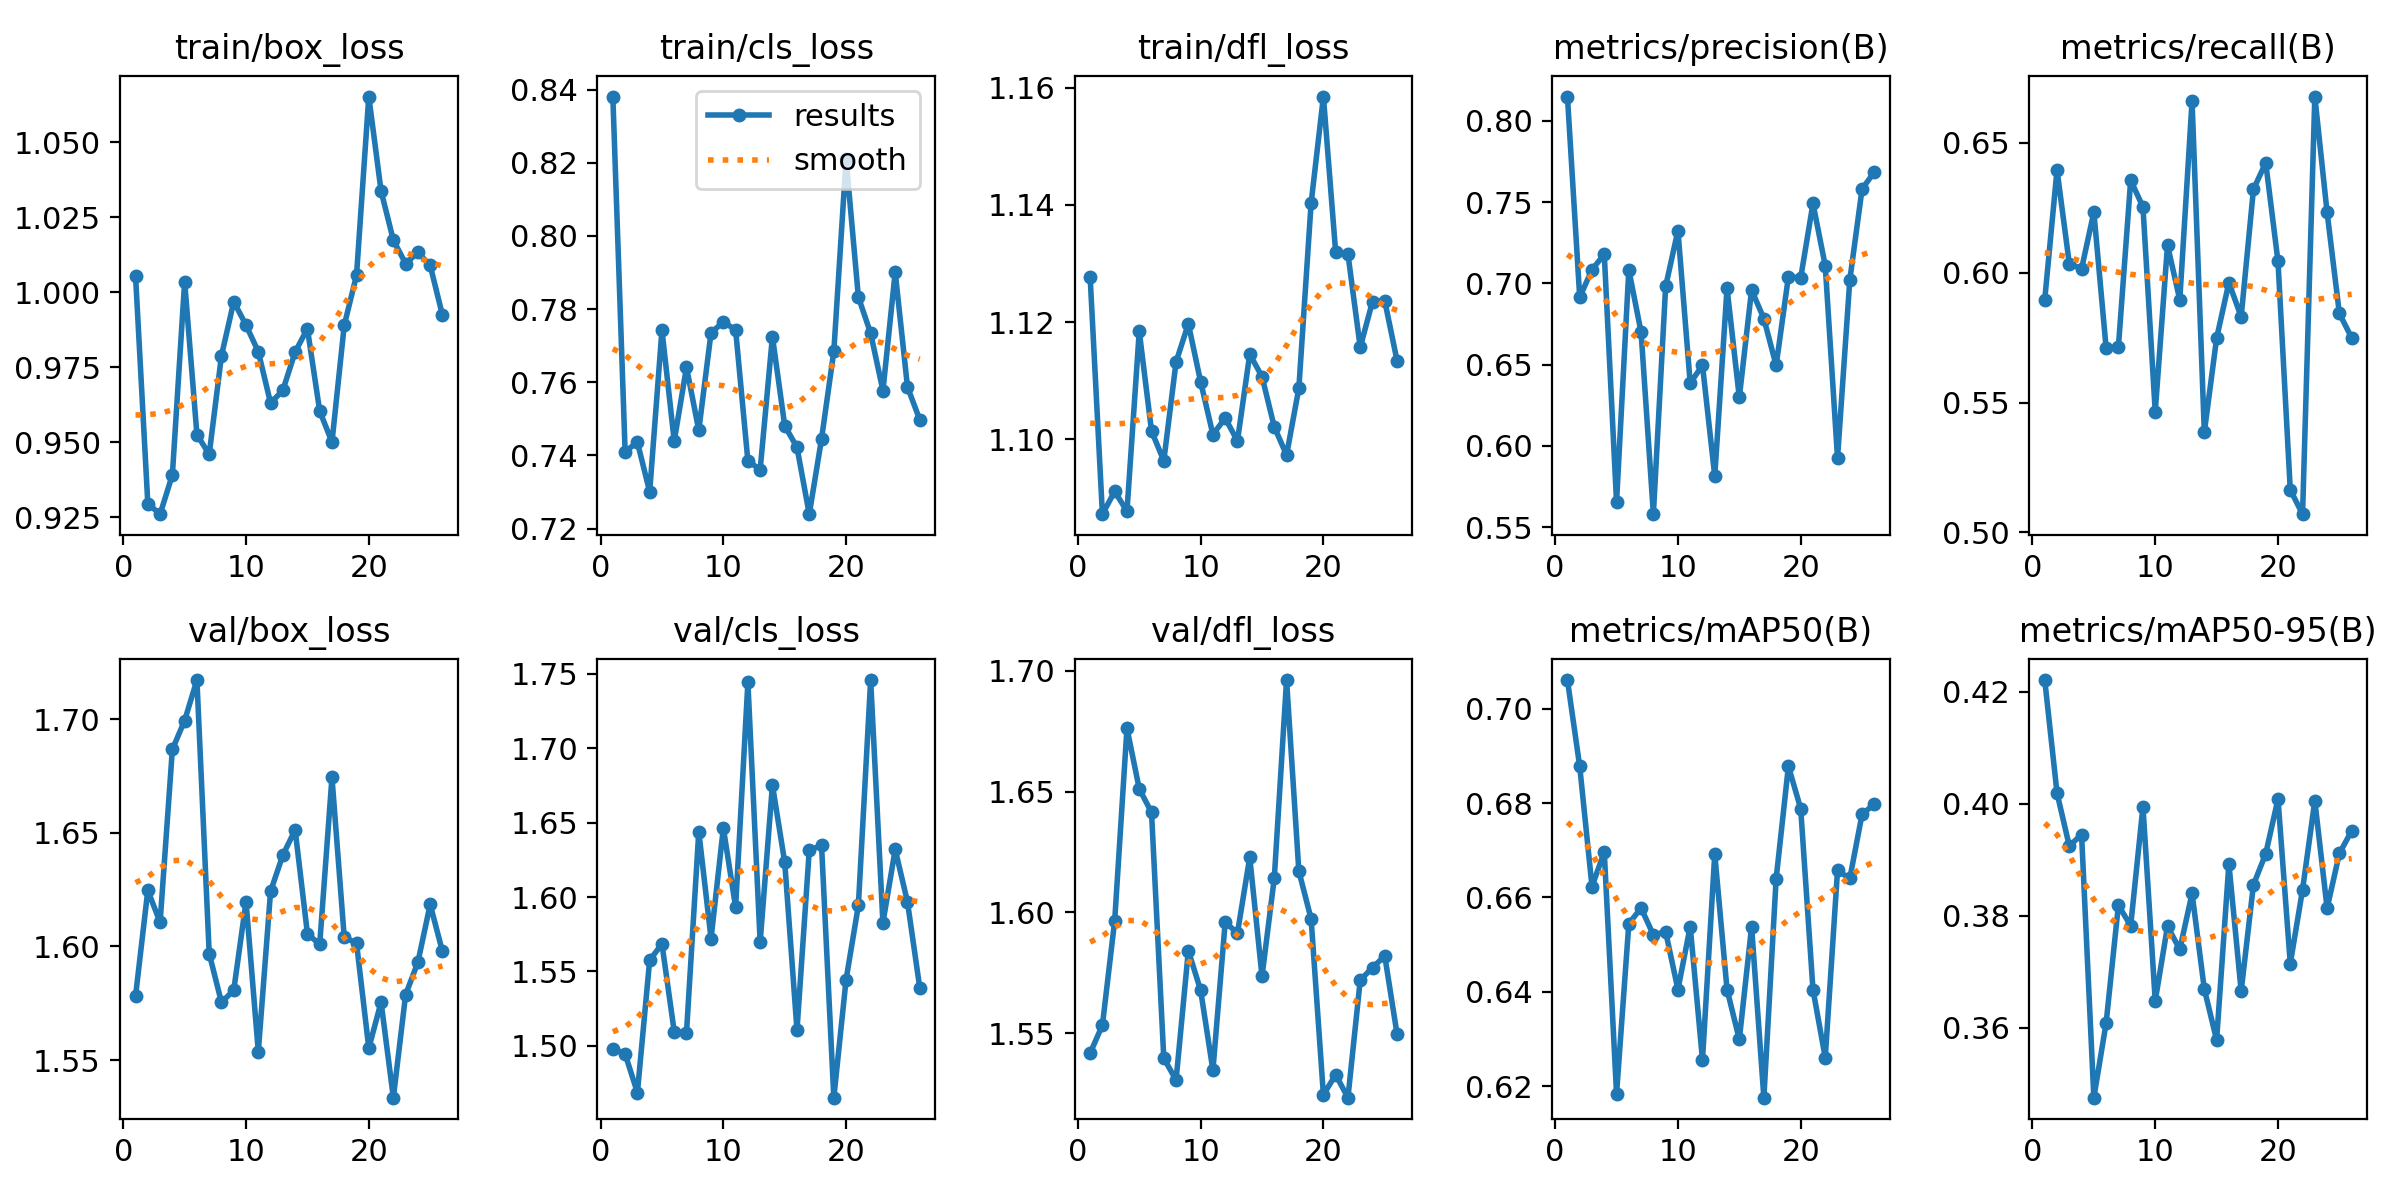 train/box_loss
1.050
1.025
1.000
0.975
0.950
0.925
0 10 20
train/cls_loss
results
smooth
0.84
0.82
0.80
0.78
0.76
0.74
0.72
0 10 20
train/dfl_loss
1.16
1.14
1.12
1.10
0 10 20
metrics/precision(B)
0.80
0.75
0.70
0.65
0.60
0.55
0 10 20
metrics/recall(B)
0.65
0.60
0.55
0.50
0 10 20
val/box_loss
1.70
1.65
1.60
1.55
0 10 20
val/cls_loss
1.75
1.70
1.65
1.60
1.55
1.50
0 10 20
val/dfl_loss
1.70
1.65
1.60
1.55
0 10 20
metrics/mAP50(B)
0.70
0.68
0.66
0.64
0.62
0 10 20
metrics/mAP50-95(B)
0.42
0.40
0.38
0.36
0 10 20